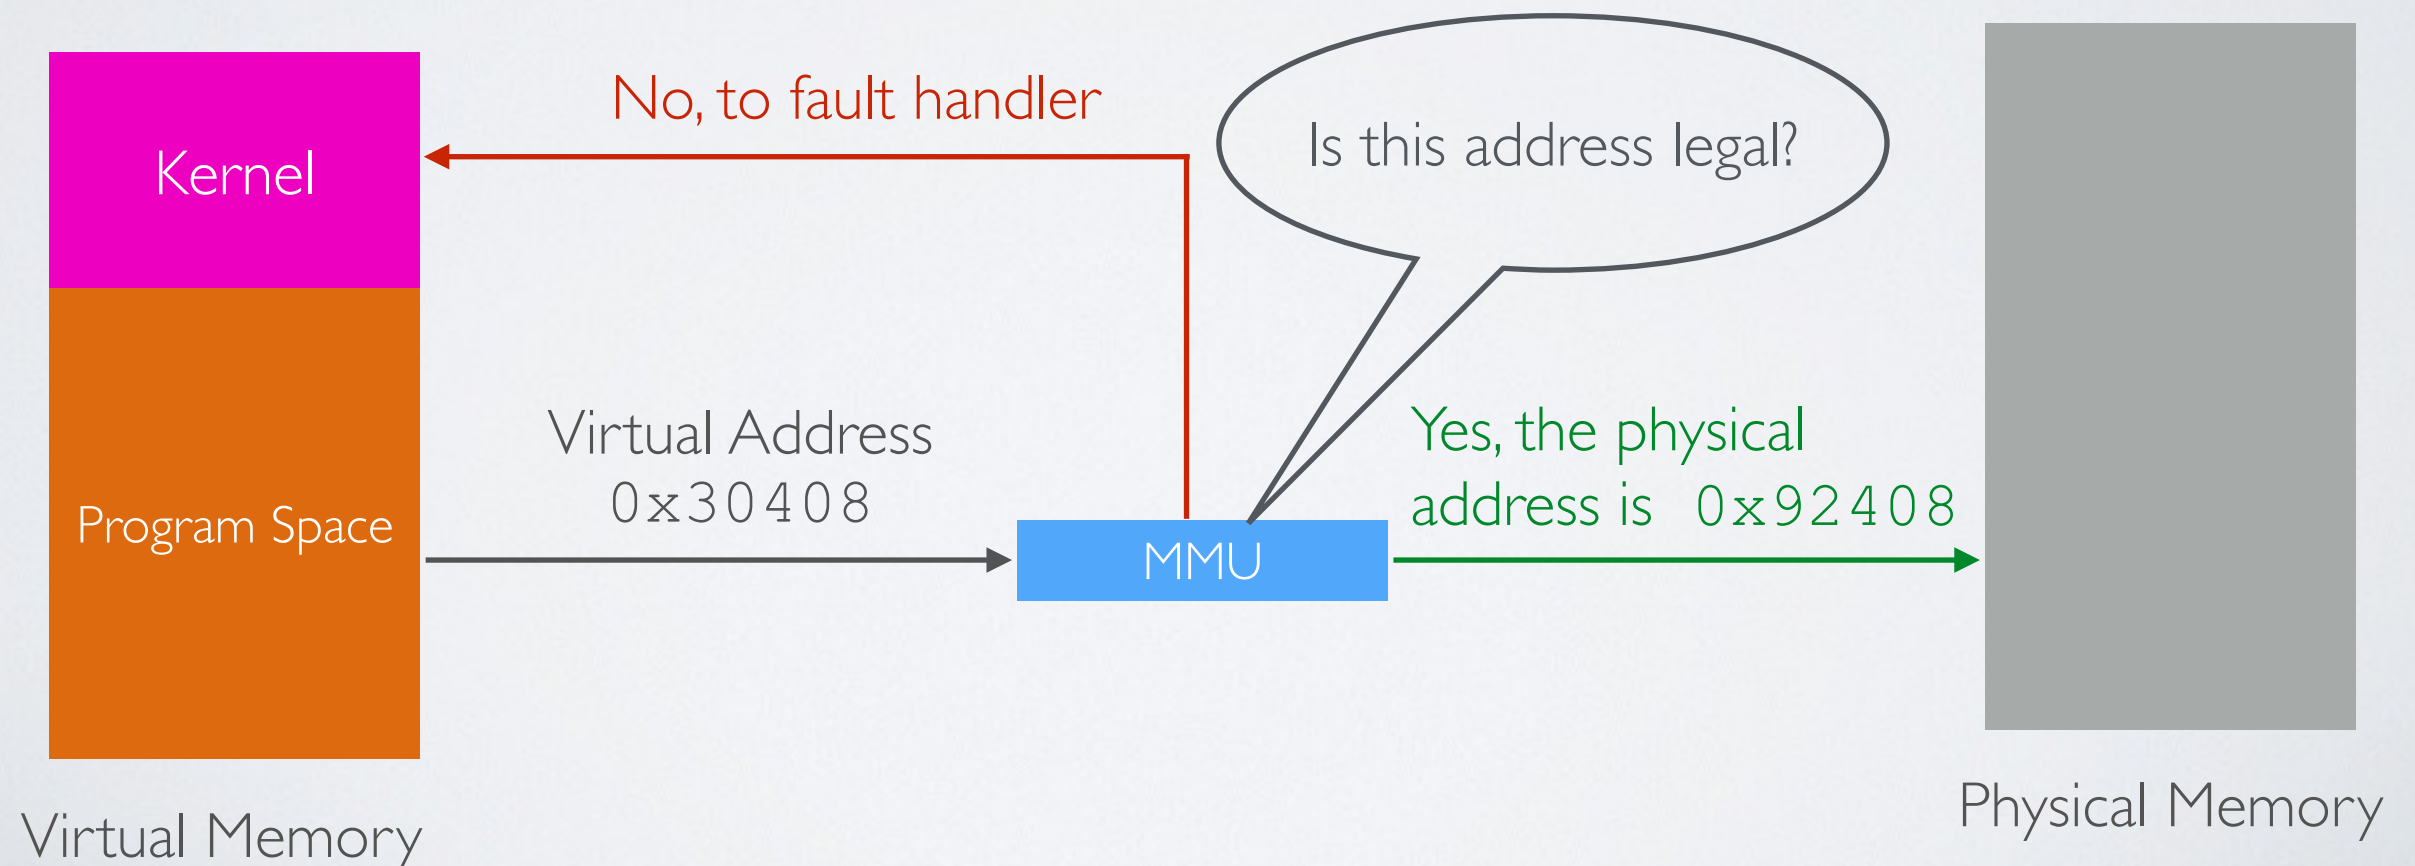 No, to fault handler
Is this address legal?
Kernel
Virtual Address
0x30408
Yes, the physical
address is 0x92408
Program Space
MMU
Virtual Memory
Physical Memory